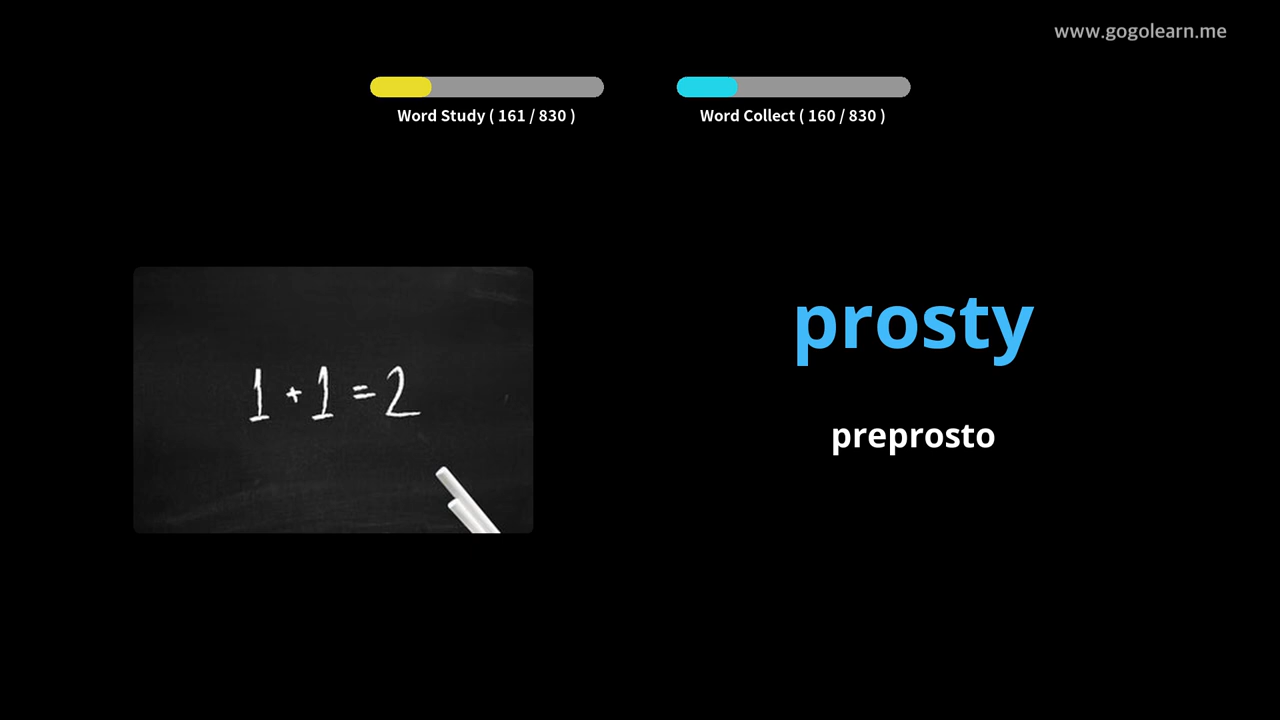 www.gogolearn.me
Word Study ( 161 / 830 )
Word Collect ( 160 / 830 )
1 + 1 = 2
prosty
preprosto